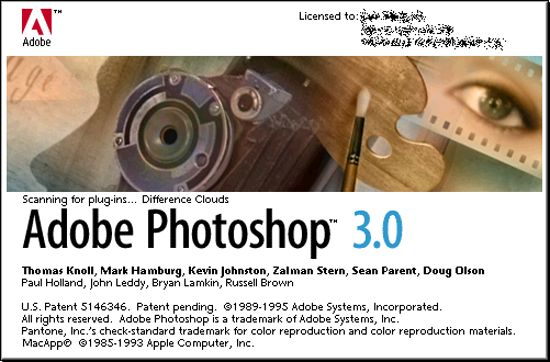 Adobe™
Licensed to:
Scanning for plug-ins... Difference Clouds
Adobe Photoshop™ 3.0
Thomas Knoll, Mark Hamburg, Kevin Johnston, Zalman Stern, Sean Parent, Doug Olson
Paul Holland, John Leddy, Bryan Lamkin, Russell Brown
U.S. Patent 5146346. Patent pending. ©1989-1995 Adobe Systems, Incorporated.
All rights reserved. Adobe Photoshop is a trademark of Adobe Systems, Inc.
Pantone, Inc.'s check-standard trademark for color reproduction and color reproduction materials.
MacApp® ©1985-1993 Apple Computer, Inc.